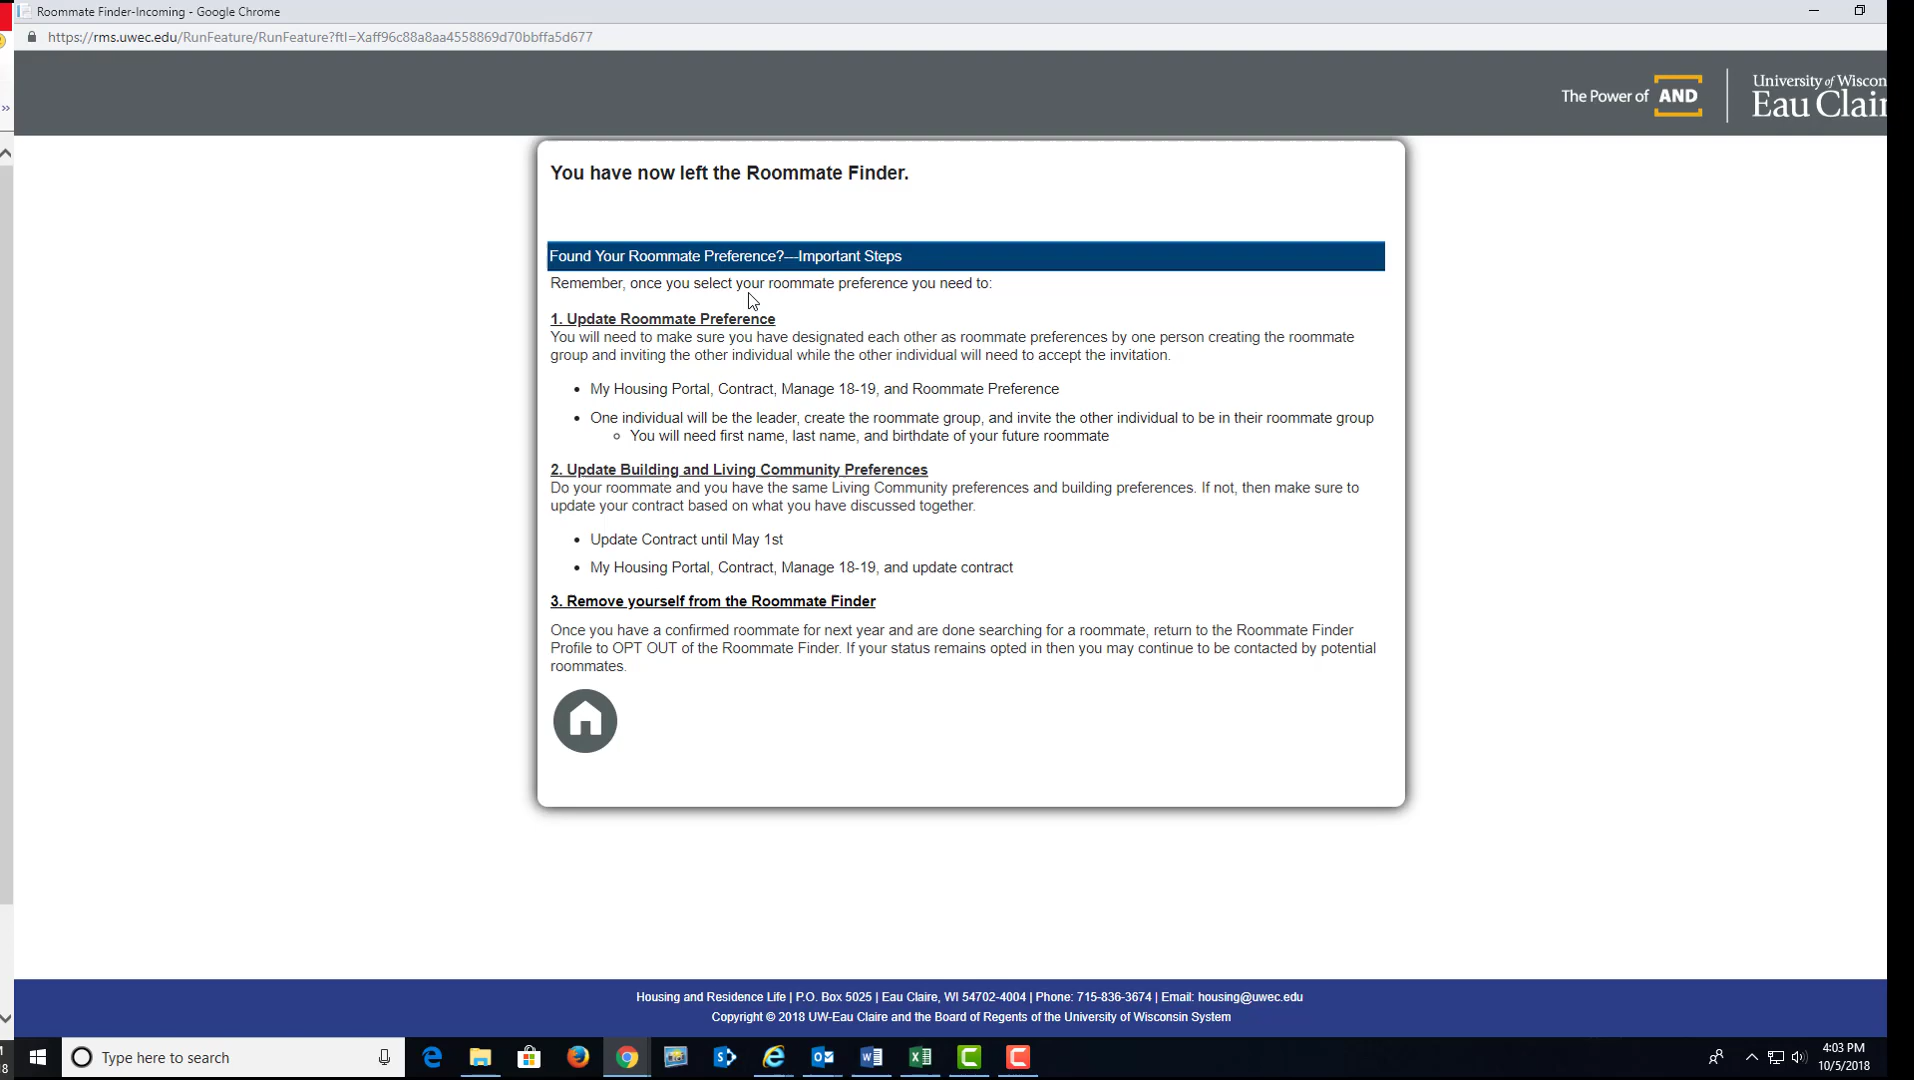 Roommate Finder-Incoming - Google Chrome
https://rms.uwec.edu/RunFeature/RunFeature?ftI=Xaff96c88a8aa4558869d70bbffa5d677
The Power of AND
University of Wiscon
Eau Clair
You have now left the Roommate Finder.
Found Your Roommate Preference?---Important Steps
Remember, once you select your roommate preference you need to:
1. Update Roommate Preference
You will need to make sure you have designated each other as roommate preferences by one person creating the roommate
group and inviting the other individual while the other individual will need to accept the invitation.
• My Housing Portal, Contract, Manage 18-19, and Roommate Preference
• One individual will be the leader, create the roommate group, and invite the other individual to be in their roommate group
◦ You will need first name, last name, and birthdate of your future roommate
2. Update Building and Living Community Preferences
Do your roommate and you have the same Living Community preferences and building preferences. If not, then make sure to
update your contract based on what you have discussed together.
• Update Contract until May 1st
• My Housing Portal, Contract, Manage 18-19, and update contract
3. Remove yourself from the Roommate Finder
Once you have a confirmed roommate for next year and are done searching for a roommate, return to the Roommate Finder
Profile to OPT OUT of the Roommate Finder. If your status remains opted in then you may continue to be contacted by potential
roommates.
Housing and Residence Life | P.O. Box 5025 | Eau Claire, WI 54702-4004 | Phone: 715-836-3674 | Email: housing@uwec.edu
Copyright © 2018 UW-Eau Claire and the Board of Regents of the University of Wisconsin System
Type here to search
4:03 PM
10/5/2018